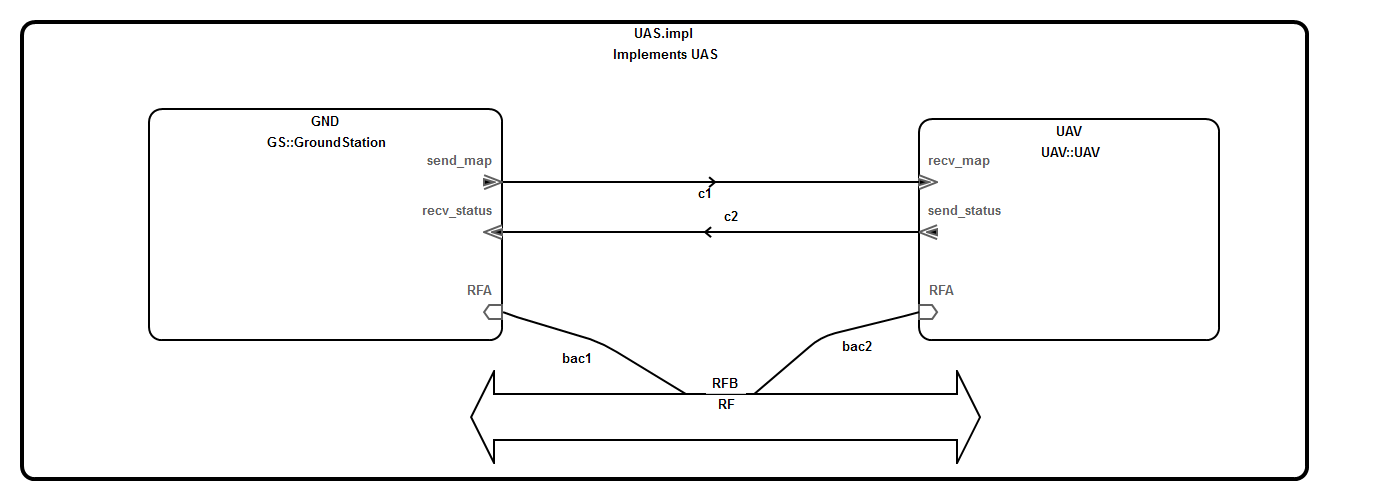 UAS.impl
Implements UAS
GND
GS::GroundStation
UAV
UAV::UAV
send_map
recv_map
c1
recv_status
c2
send_status
RFA
RFA
bac1
bac2
RFB
RF